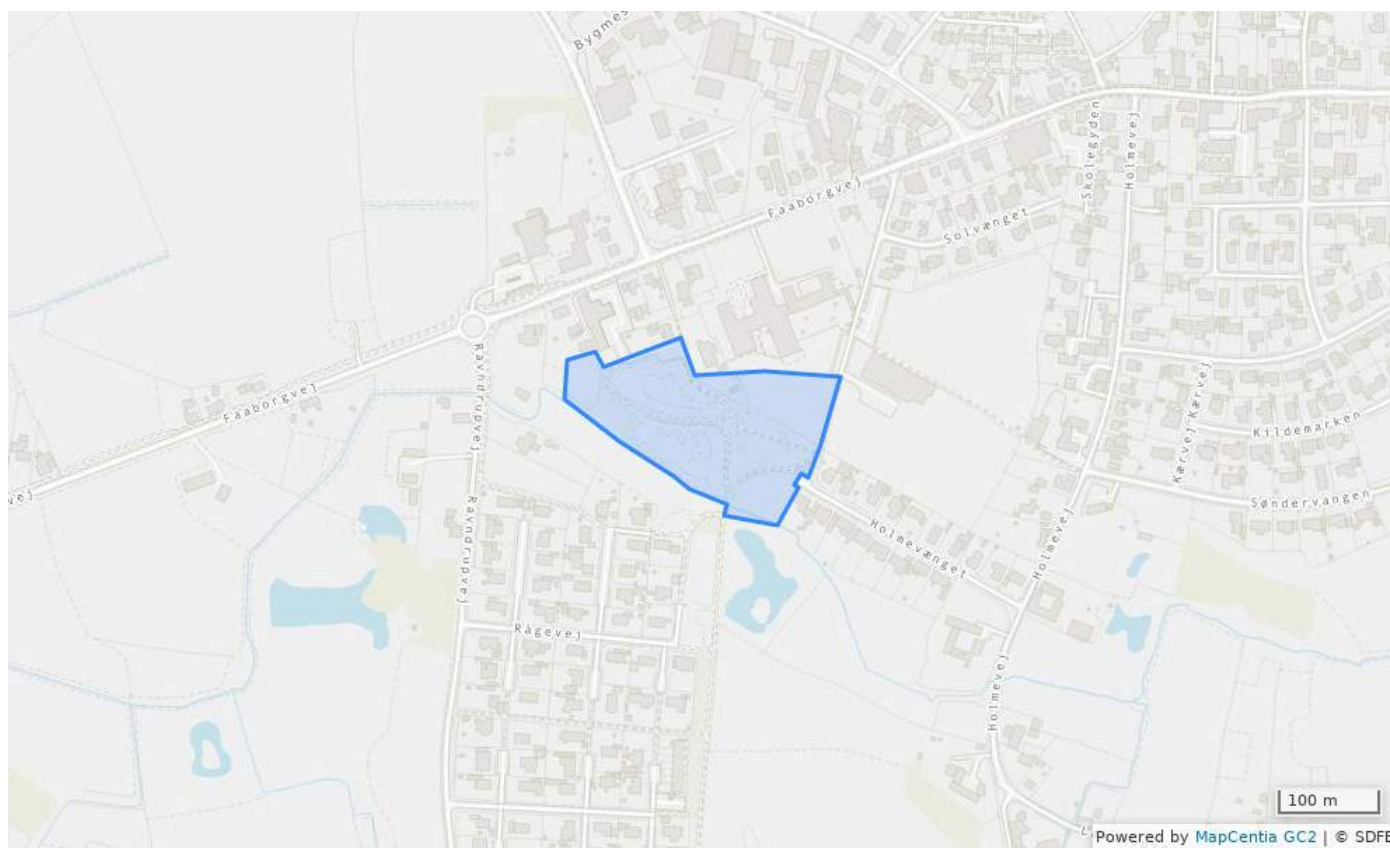 Bygmes
Skolegyden
Holmevej
Faaborgvej
Solvænget
Ravndrupvej
Faaborgvej
Kærvej
Kærvej
Kildemarken
vej
Søndervangen
Ravndrupvej
Holmevænget
Holmevej
Rågevej
Holmevej
100 m
L
Powered by MapCentia GC2 | © SDFE